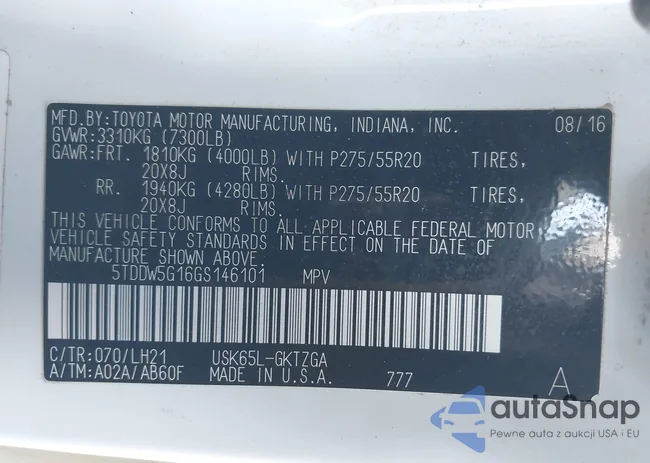 MFD.BY:TOYOTA MOTOR MANUFACTURING, INDIANA, INC. 08/16
GVWR:3310KG (7300LB)
GAWR:FRT. 1810KG (4000LB) WITH P275/55R20 TIRES,
20X8J RIMS.
RR. 1940KG (4280LB) WITH P275/55R20 TIRES,
20X8J RIMS.
THIS VEHICLE CONFORMS TO ALL APPLICABLE FEDERAL MOTOR
VEHICLE SAFETY STANDARDS IN EFFECT ON THE DATE OF
MANUFACTURE SHOWN ABOVE.
5TDDW5G16GS146101 MPV
C/TR:070/LH21 USK65L-GKTZGA
A/TM:A02A/AB60F MADE IN U.S.A. 777 A
autaSnap
Pewne auta z aukcji USA i EU